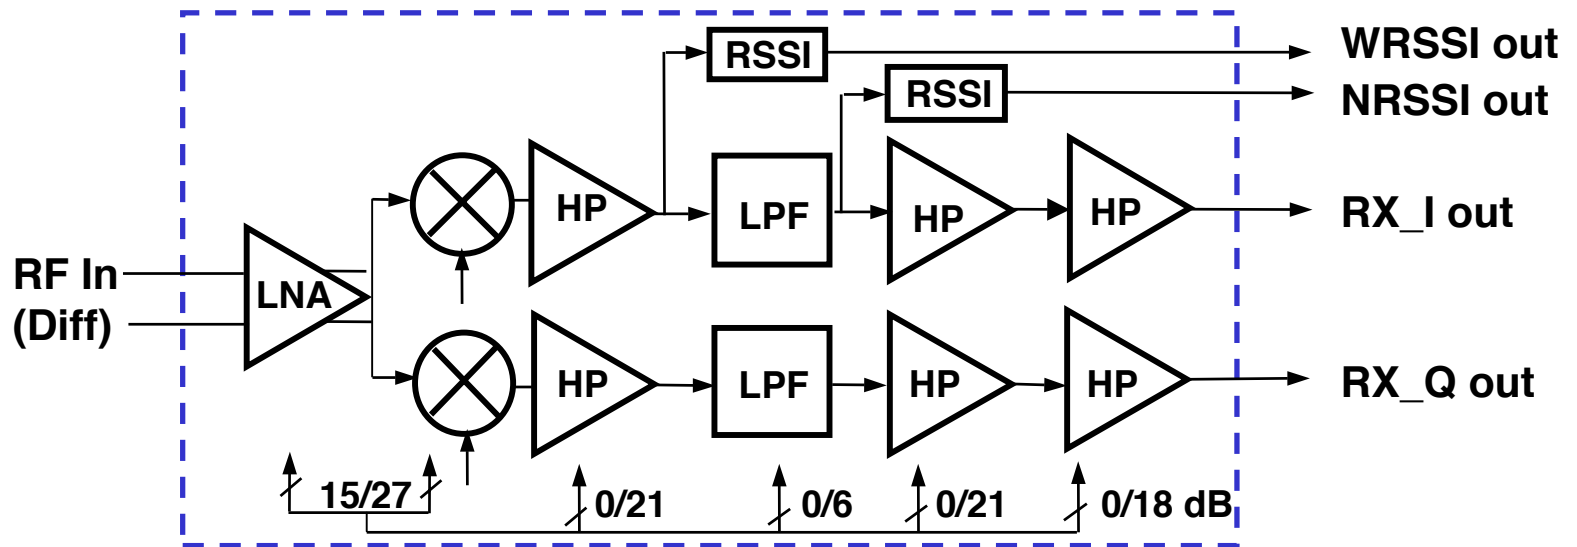 RSSI
WRSSI out
RSSI
NRSSI out
HP
LPF
HP
HP
RX_I out
RF In
(Diff)
LNA
HP
LPF
HP
HP
RX_Q out
15/27
0/21
0/6
0/21
0/18 dB